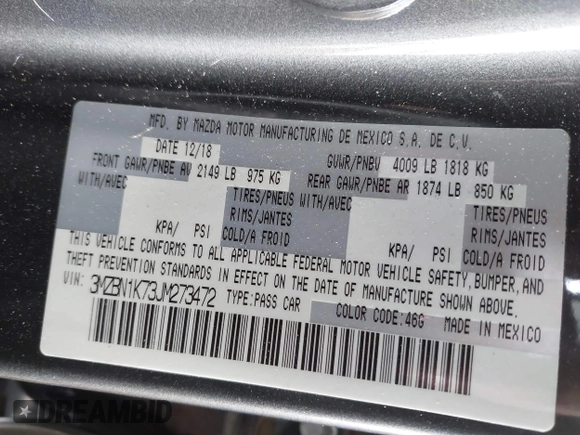 MFD. BY MAZDA MOTOR MANUFACTURING DE MEXICO S.A. DE C.V.
DATE 12/18 GVWR/PNBV 4009 LB 1818 KG
FRONT GAWR/PNBE AV 2149 LB 975 KG REAR GAWR/PNBE AR 1874 LB 850 KG
WITH/AVEC TIRES/PNEUS WITH/AVEC TIRES/PNEUS
RIMS/JANTES RIMS/JANTES
KPA/ PSI COLD/A FROID KPA/ PSI COLD/A FROID
THIS VEHICLE CONFORMS TO ALL APPLICABLE FEDERAL MOTOR VEHICLE SAFETY, BUMPER, AND
THEFT PREVENTION STANDARDS IN EFFECT ON THE DATE OF MANUFACTURE SHOWN ABOVE.
VIN: 3MZBN1K73JM273472 TYPE:PASS CAR COLOR CODE:46G MADE IN MEXICO
DREAMBID